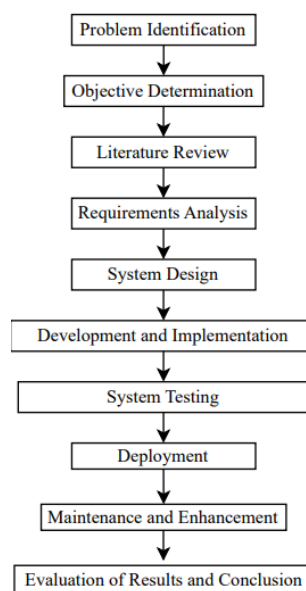 Problem Identification
Objective Determination
Literature Review
Requirements Analysis
System Design
Development and Implementation
System Testing
Deployment
Maintenance and Enhancement
Evaluation of Results and Conclusion